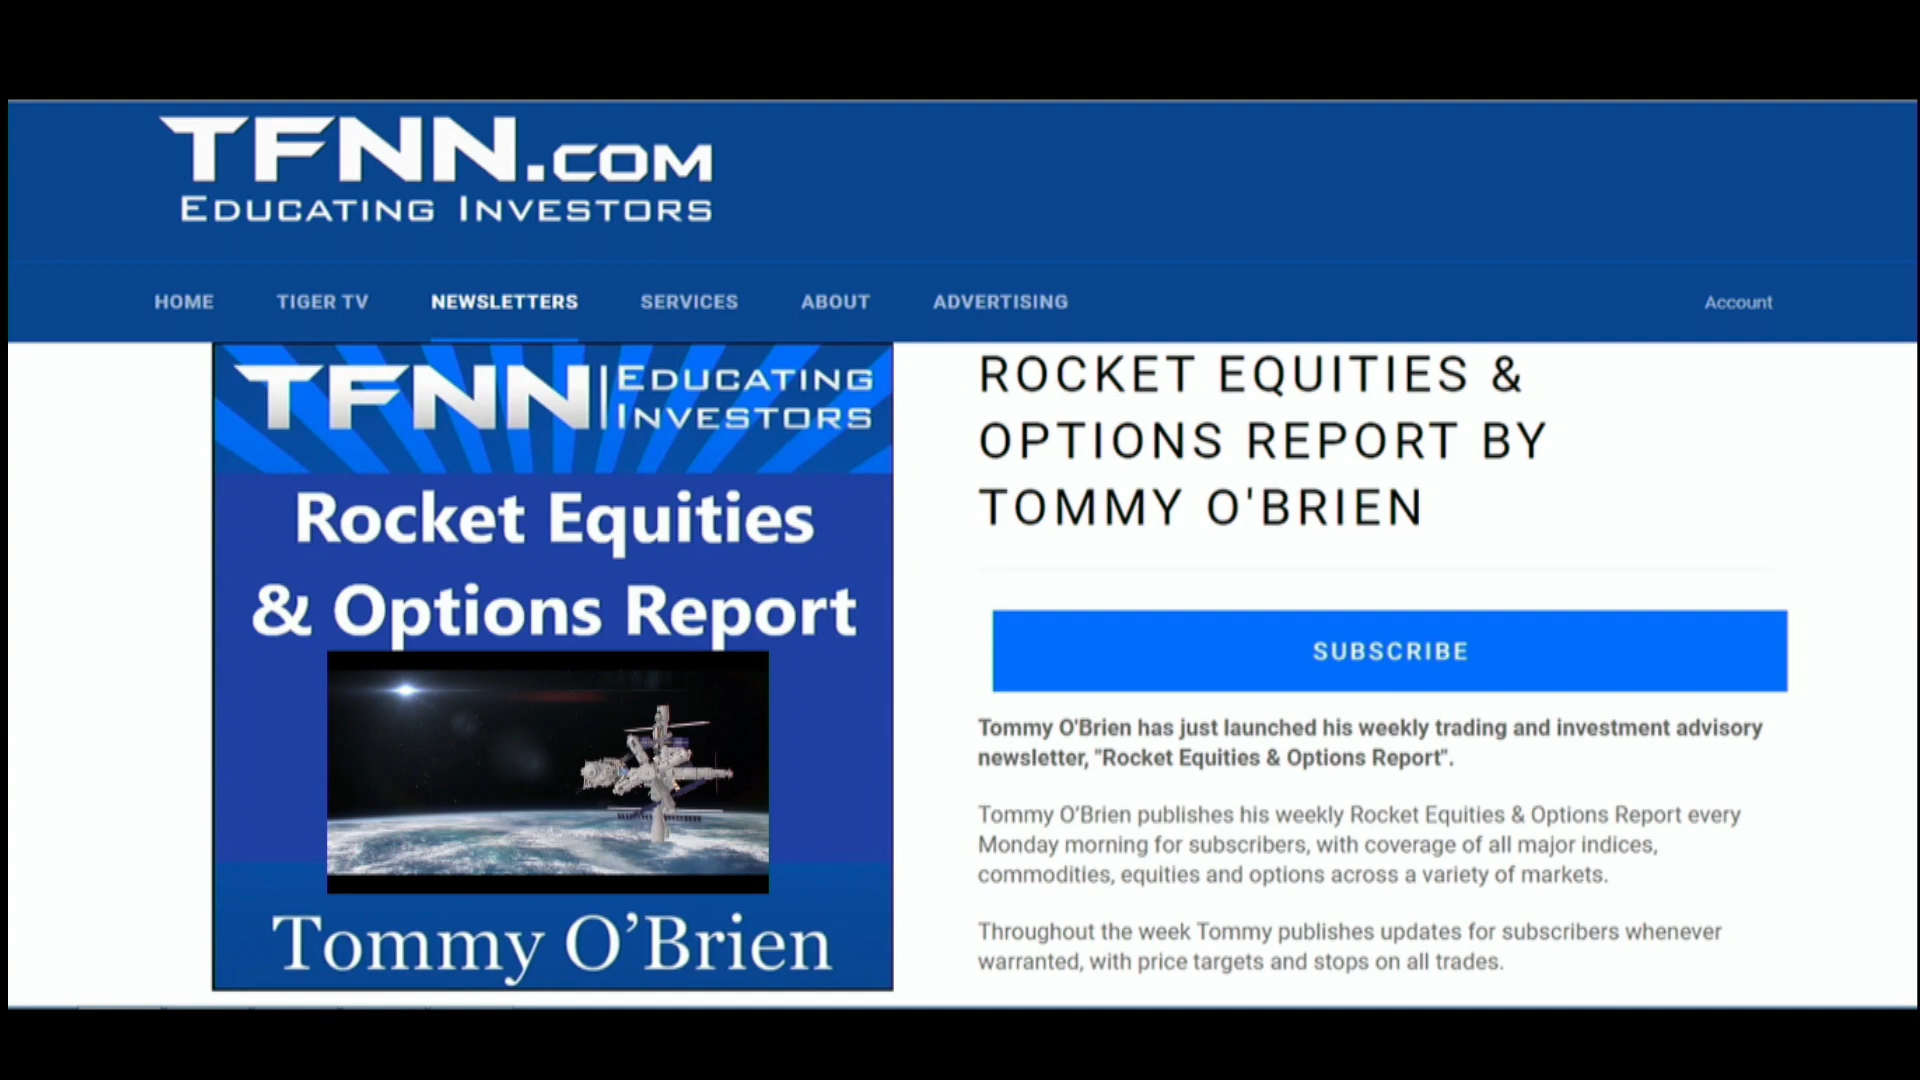 TFNN.COM
EDUCATING INVESTORS
HOME TIGER TV NEWSLETTERS SERVICES ABOUT ADVERTISING Account
TFNN EDUCATING
INVESTORS
Rocket Equities
& Options Report
Tommy O’Brien
ROCKET EQUITIES &
OPTIONS REPORT BY
TOMMY O'BRIEN
SUBSCRIBE
Tommy O'Brien has just launched his weekly trading and investment advisory
newsletter, "Rocket Equities & Options Report".
Tommy O'Brien publishes his weekly Rocket Equities & Options Report every
Monday morning for subscribers, with coverage of all major indices,
commodities, equities and options across a variety of markets.
Throughout the week Tommy publishes updates for subscribers whenever
warranted, with price targets and stops on all trades.